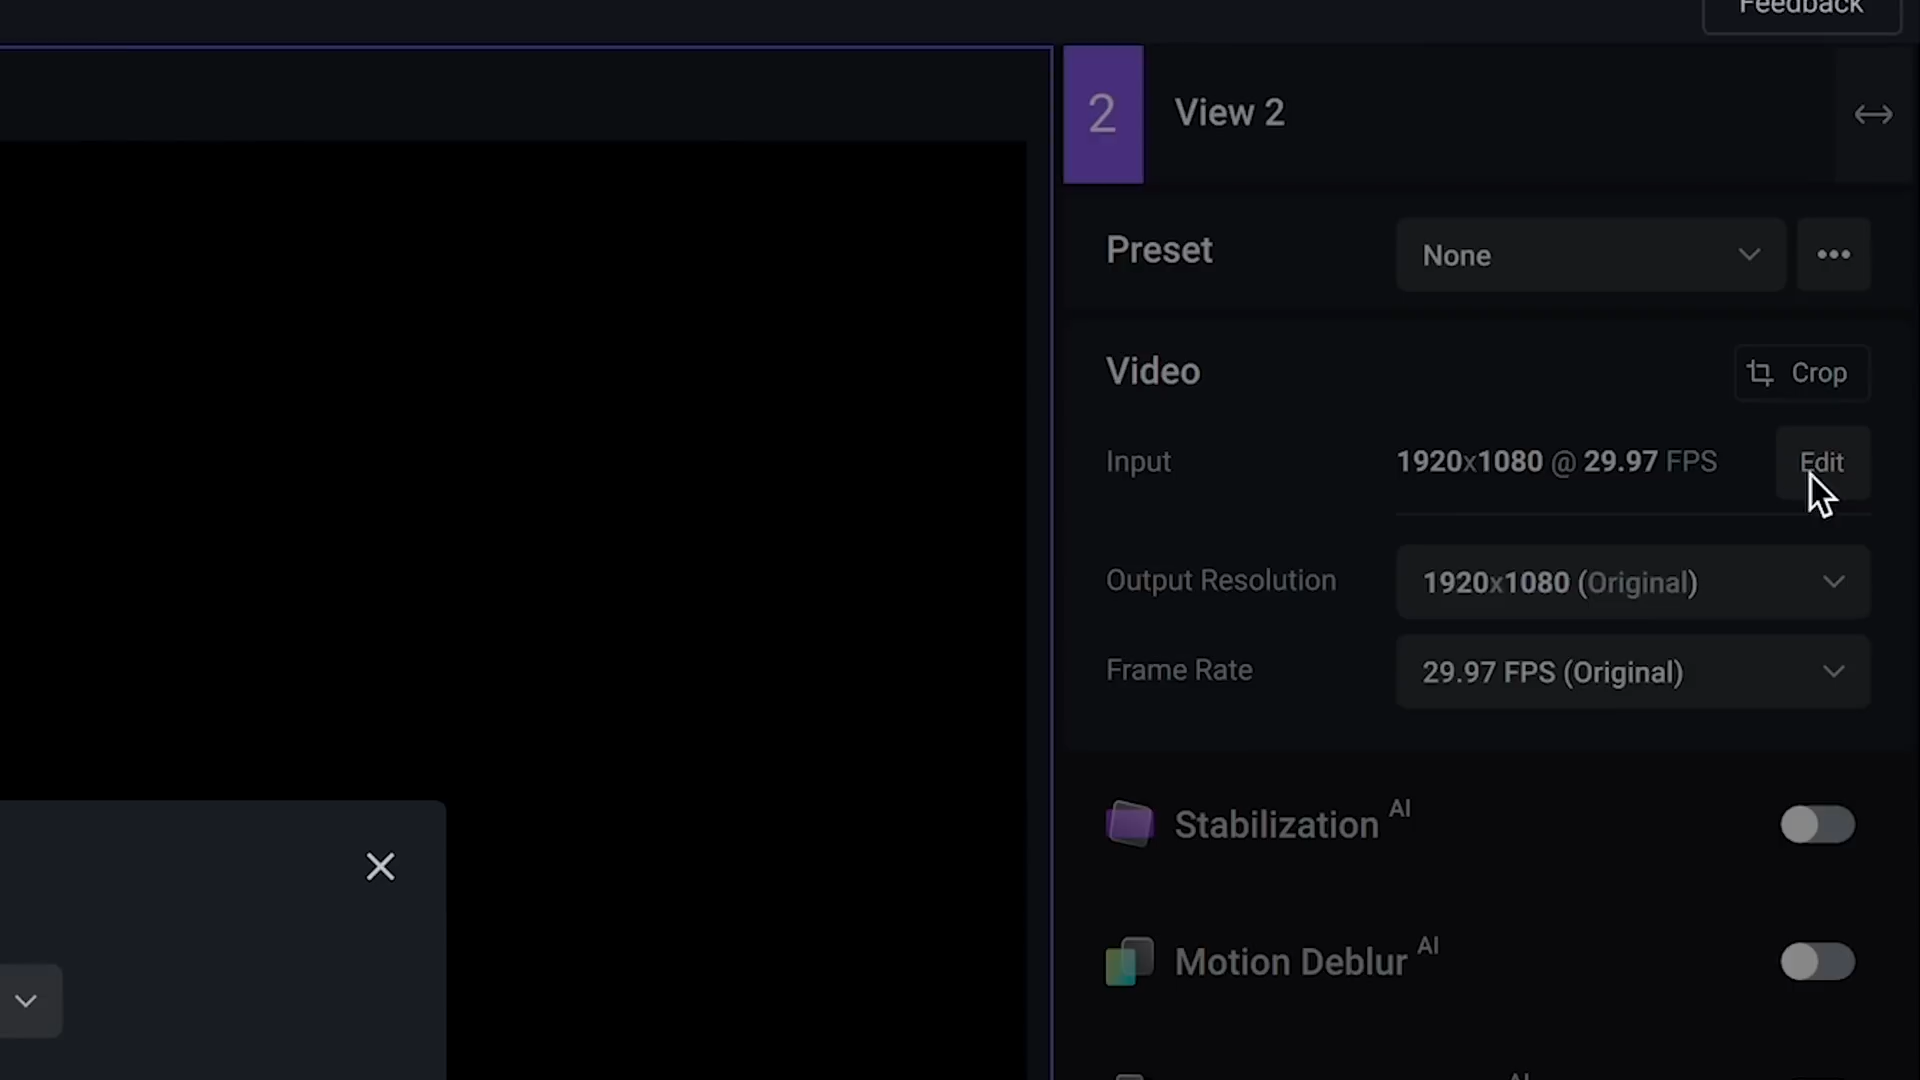 Feedback
2 View 2
Preset None
Video Crop
Input 1920x1080 @ 29.97 FPS Edit
Output Resolution 1920x1080 (Original)
Frame Rate 29.97 FPS (Original)
Stabilization AI
Motion Deblur AI
AI